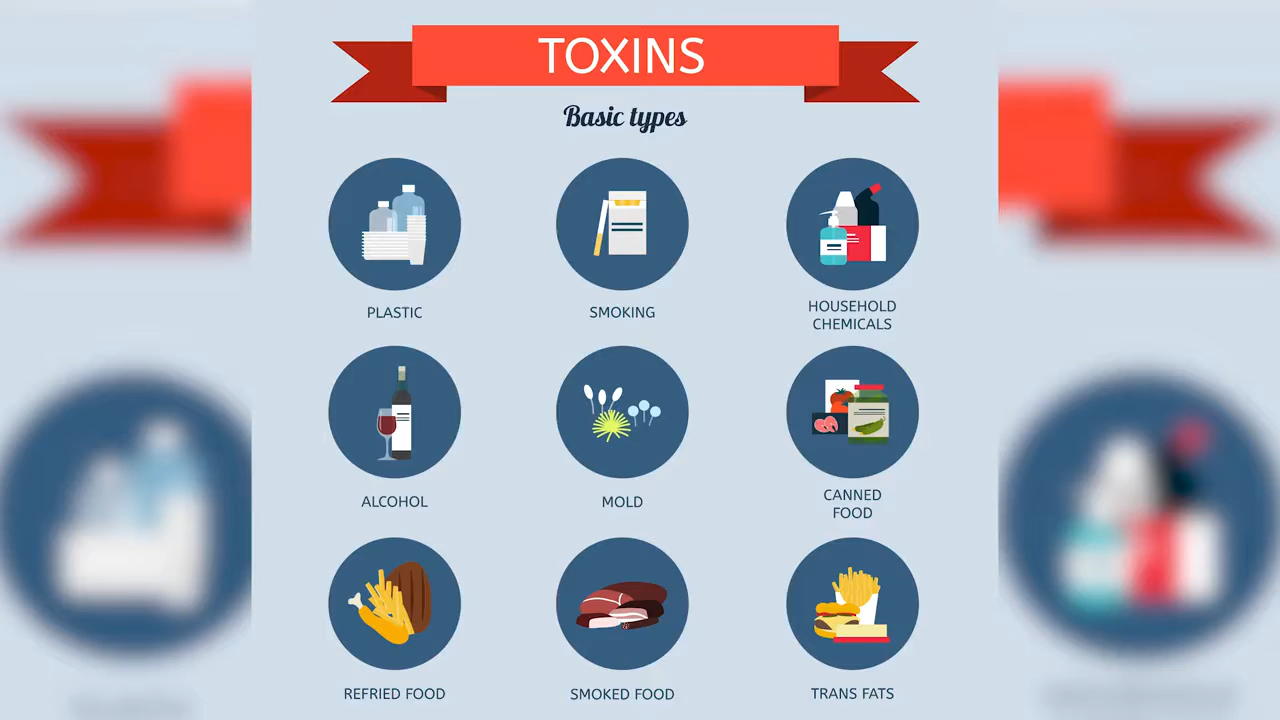 TOXINS
Basic types
PLASTIC
SMOKING
HOUSEHOLD
CHEMICALS
ALCOHOL
MOLD
CANNED
FOOD
REFRIED FOOD
SMOKED FOOD
TRANS FATS